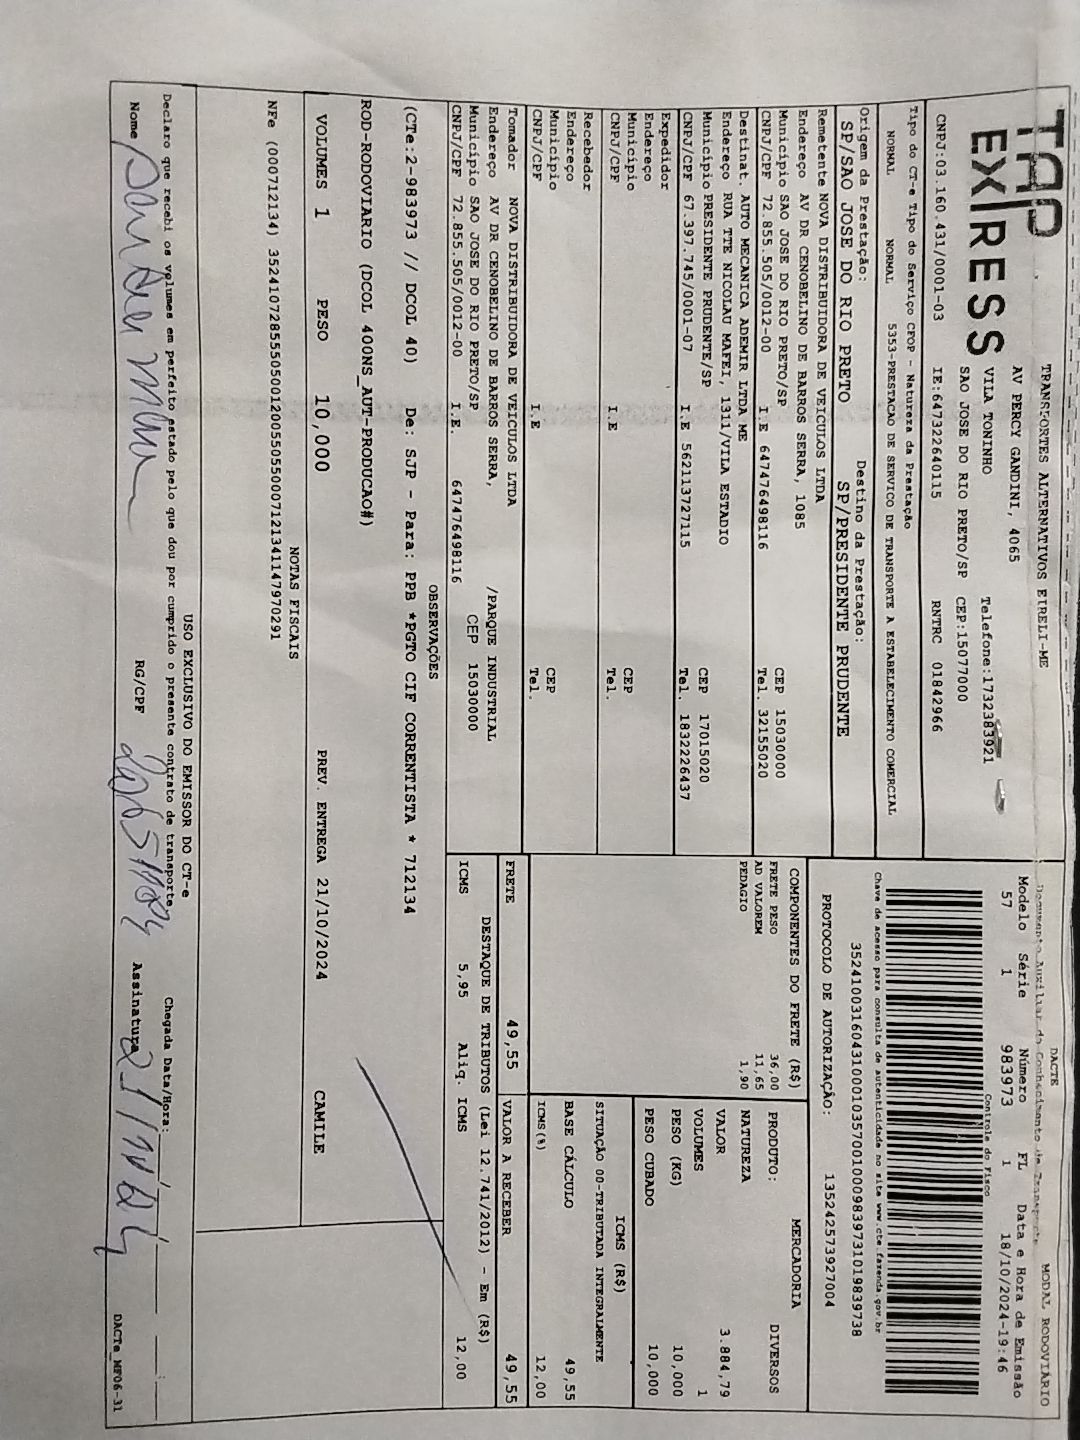 TAP
EXPRESS
TRANSPORTES ALTERNATIVOS EIRELI-ME
AV PERCY GANDINI, 4065
VILA TONINHO Telefone:1732383921
SAO JOSE DO RIO PRETO/SP CEP:15077000
CNPJ:03.160.431/0001-03 IE:647322640115 RNTRC 01842966
Tipo do CT-e Tipo do Serviço CFOP - Natureza da Prestação
NORMAL NORMAL 5353-PRESTACAO DE SERVICO DE TRANSPORTE A ESTABELECIMENTO COMERCIAL
Origem da Prestação: Destino da Prestação:
SP/SAO JOSE DO RIO PRETO SP/PRESIDENTE PRUDENTE
Remetente NOVA DISTRIBUIDORA DE VEICULOS LTDA
Endereço AV DR CENOBELINO DE BARROS SERRA, 1085
Município SAO JOSE DO RIO PRETO/SP CEP 15030000
CNPJ/CPF 72.855.505/0012-00 I.E 647476498116 Tel. 32155020
Destinat. AUTO MECANICA ADEMIR LTDA ME
Endereço RUA TTE NICOLAU MAFEI, 1311/VILA ESTADIO
Município PRESIDENTE PRUDENTE/SP CEP 17015020
CNPJ/CPF 67.397.745/0001-07 I.E 562113727115 Tel. 1832226437
Expedidor
Endereço
Município CEP
CNPJ/CPF I.E Tel.
Recebedor
Endereço
Município CEP
CNPJ/CPF I.E Tel.
Tomador NOVA DISTRIBUIDORA DE VEICULOS LTDA
Endereço AV DR CENOBELINO DE BARROS SERRA, /PARQUE INDUSTRIAL
Município SAO JOSE DO RIO PRETO/SP CEP 15030000
CNPJ/CPF 72.855.505/0012-00 I.E. 647476498116
DACTE MODAL RODOVIÁRIO
Documento Auxiliar do Conhecimento de Transporte
Modelo Série Número FL Data e Hora de Emissão
57 1 983973 1 18/10/2024-19:46
Controle do Fisco
Chave de acesso para consulta de autenticidade no site www.cte.fazenda.gov.br
35241003160431000103570010009839731019839738
PROTOCOLO DE AUTORIZAÇÃO: 135242573927004
COMPONENTES DO FRETE (R$)
FRETE PESO 36,00
AD VALOREM 11,65
PEDAGIO 1,90
MERCADORIA
PRODUTO: DIVERSOS
NATUREZA
VALOR 3.884,79
VOLUMES 1
PESO (KG) 10,000
PESO CUBADO 10,000
ICMS (R$)
SITUAÇÃO 00-TRIBUTADA INTEGRALMENTE
BASE CÁLCULO 49,55
ICMS(%) 12,00
FRETE 49,55 VALOR A RECEBER 49,55
DESTAQUE DE TRIBUTOS (Lei 12.741/2012) - Em (R$)
ICMS 5,95 Aliq. ICMS 12,00
OBSERVAÇÕES
(CTe:2-983973 // DCOL 40) De: SJP - Para: PPB *PGTO CIF CORRENTISTA * 712134
ROD-RODOVIARIO (DCOL 400NS_AUT-PRODUCAO#)
VOLUMES 1 PESO 10,000 PREV. ENTREGA 21/10/2024 CAMILE
NOTAS FISCAIS
NFe (000712134) 35241072855505001200550550007121341147970291
USO EXCLUSIVO DO EMISSOR DO CT-e
Declaro que recebi os volumes em perfeito estado pelo que dou por cumprido o presente contrato de transporte Chegada Data/Hora:
Nome RG/CPF Assinatura
DACTe_MF06-31